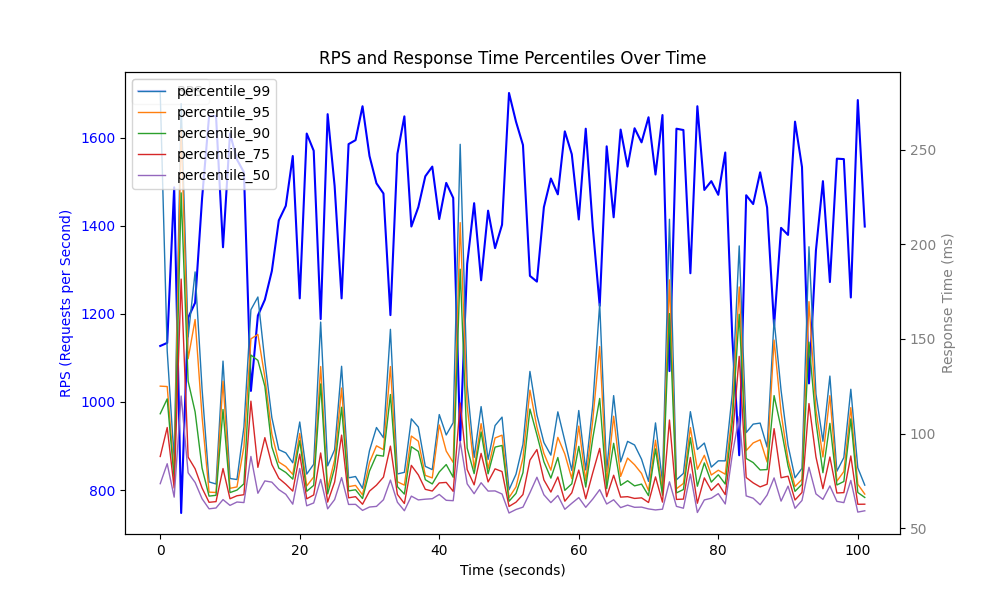 RPS and Response Time Percentiles Over Time
percentile_99
percentile_95
percentile_90
percentile_75
percentile_50
1600
1400
1200
1000
800
RPS (Requests per Second)
250
200
150
100
50
Response Time (ms)
0
20
40
60
80
100
Time (seconds)